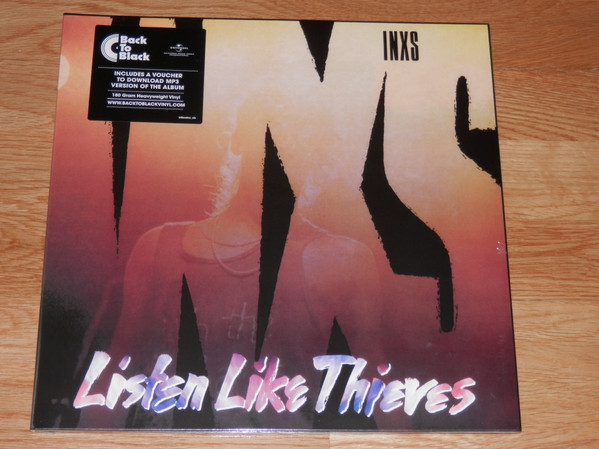 Back
To
Black
INCLUDES A VOUCHER
TO DOWNLOAD MP3
VERSION OF THE ALBUM
180 Gram Heavyweight Vinyl
WWW.BACKTOBLACKVINYL.COM
INXS
Listen Like Thieves